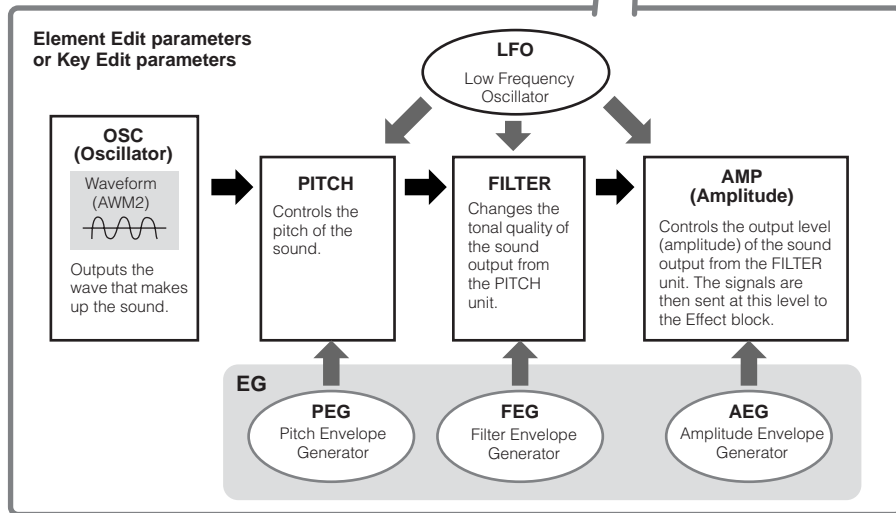 Element Edit parameters
or Key Edit parameters
LFO
Low Frequency
Oscillator
OSC
(Oscillator)
Waveform
(AWM2)
Outputs the
wave that makes
up the sound.
PITCH
Controls the
pitch of the
sound.
FILTER
Changes the
tonal quality of
the sound
output from
the PITCH
unit.
AMP
(Amplitude)
Controls the output level
(amplitude) of the sound
output from the FILTER
unit. The signals are
then sent at this level to
the Effect block.
EG
PEG
Pitch Envelope
Generator
FEG
Filter Envelope
Generator
AEG
Amplitude Envelope
Generator